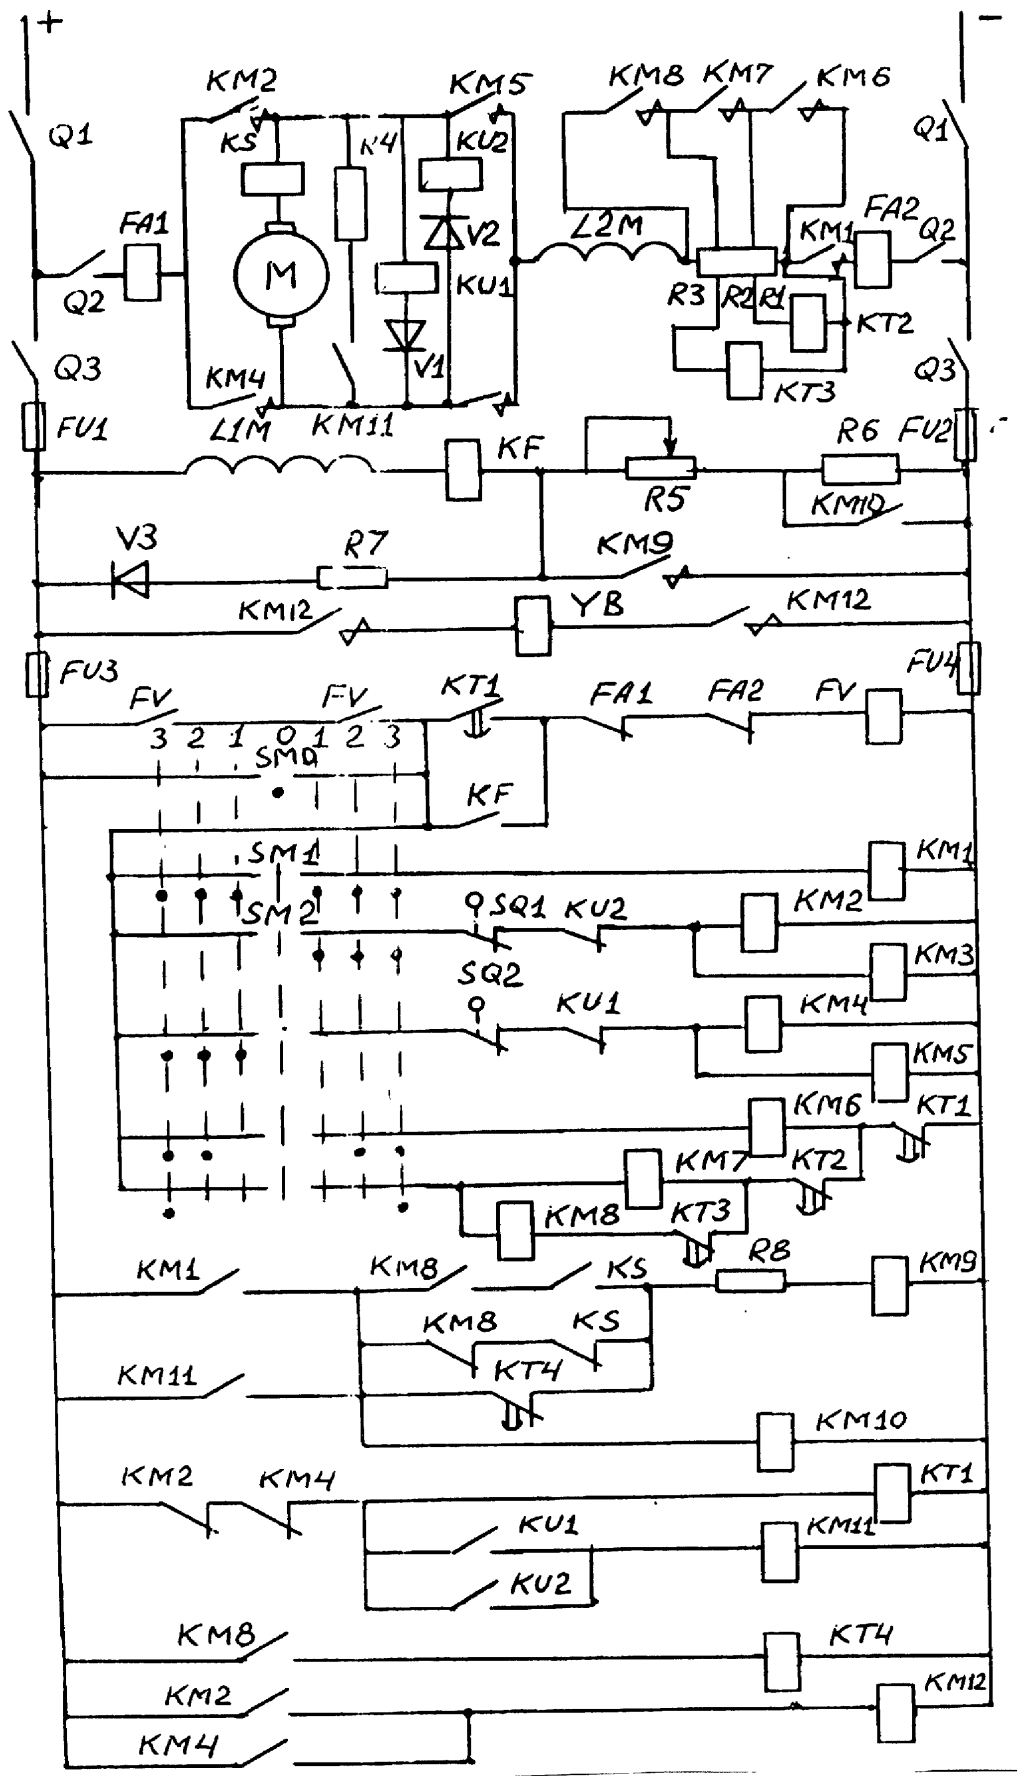 + −
KM2 KM5 KM8 KM7 KM6
Q1 KS K4 KU2 Q1
FA1 V2 L2M KM1 FA2 Q2
M
Q2 KU1 R3 R2 R1
KT2
Q3 KM4 V1 KT3 Q3
FU1 L1M KM11 KF R6 FU2
R5 KM10
V3 R7 KM9
KM12 YB KM12
FU3 FU4
FV FV KT1 FA1 FA2 FV
3 2 1 0 1 2 3
SM0
KF
SM1 KM1
SM2 SQ1 KU2 KM2
KM3
SQ2 KU1 KM4
KM5
KM6 KT1
KM7 KT2
KM8 KT3
KM1 KM8 KS R8 KM9
KM8 KS
KM11 KT4
KM10
KM2 KM4 KT1
KU1 KM11
KU2
KM8 KT4
KM2 KM12
KM4